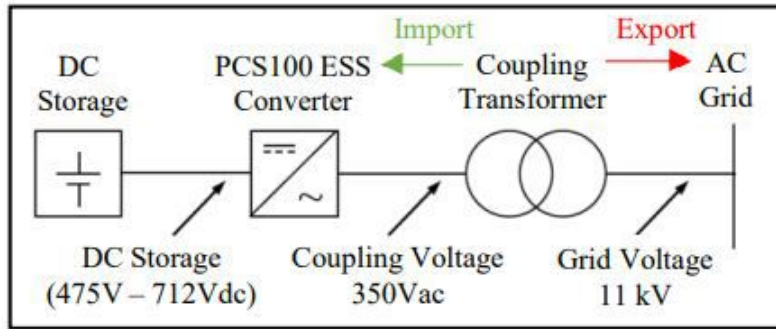 Import
Export
DC
Storage
PCS100 ESS
Converter
Coupling
Transformer
AC
Grid
DC Storage
(475V – 712Vdc)
Coupling Voltage
350Vac
Grid Voltage
11 kV